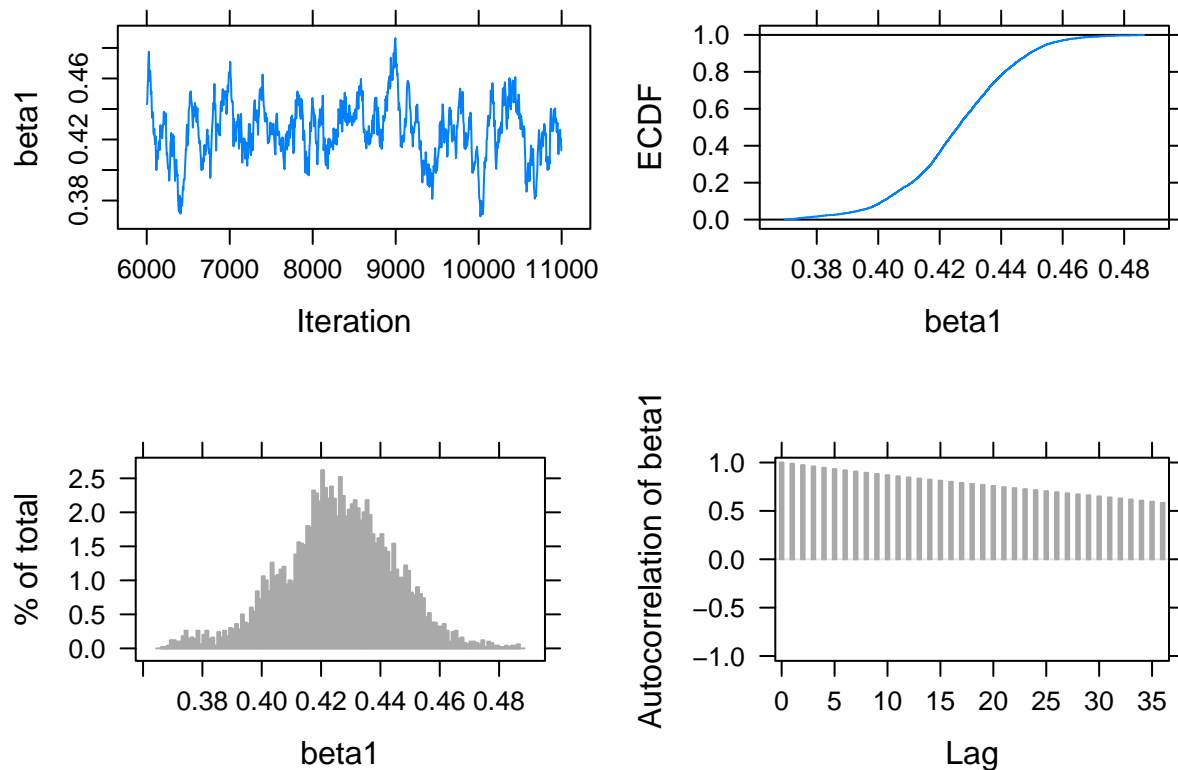 beta1
0.46
0.42
0.38
6000 7000 8000 9000 10000 11000
Iteration
ECDF
1.0
0.8
0.6
0.4
0.2
0.0
0.38 0.40 0.42 0.44 0.46 0.48
beta1
% of total
2.5
2.0
1.5
1.0
0.5
0.0
0.38 0.40 0.42 0.44 0.46 0.48
beta1
Autocorrelation of beta1
1.0
0.5
0.0
−0.5
−1.0
0 5 10 15 20 25 30 35
Lag